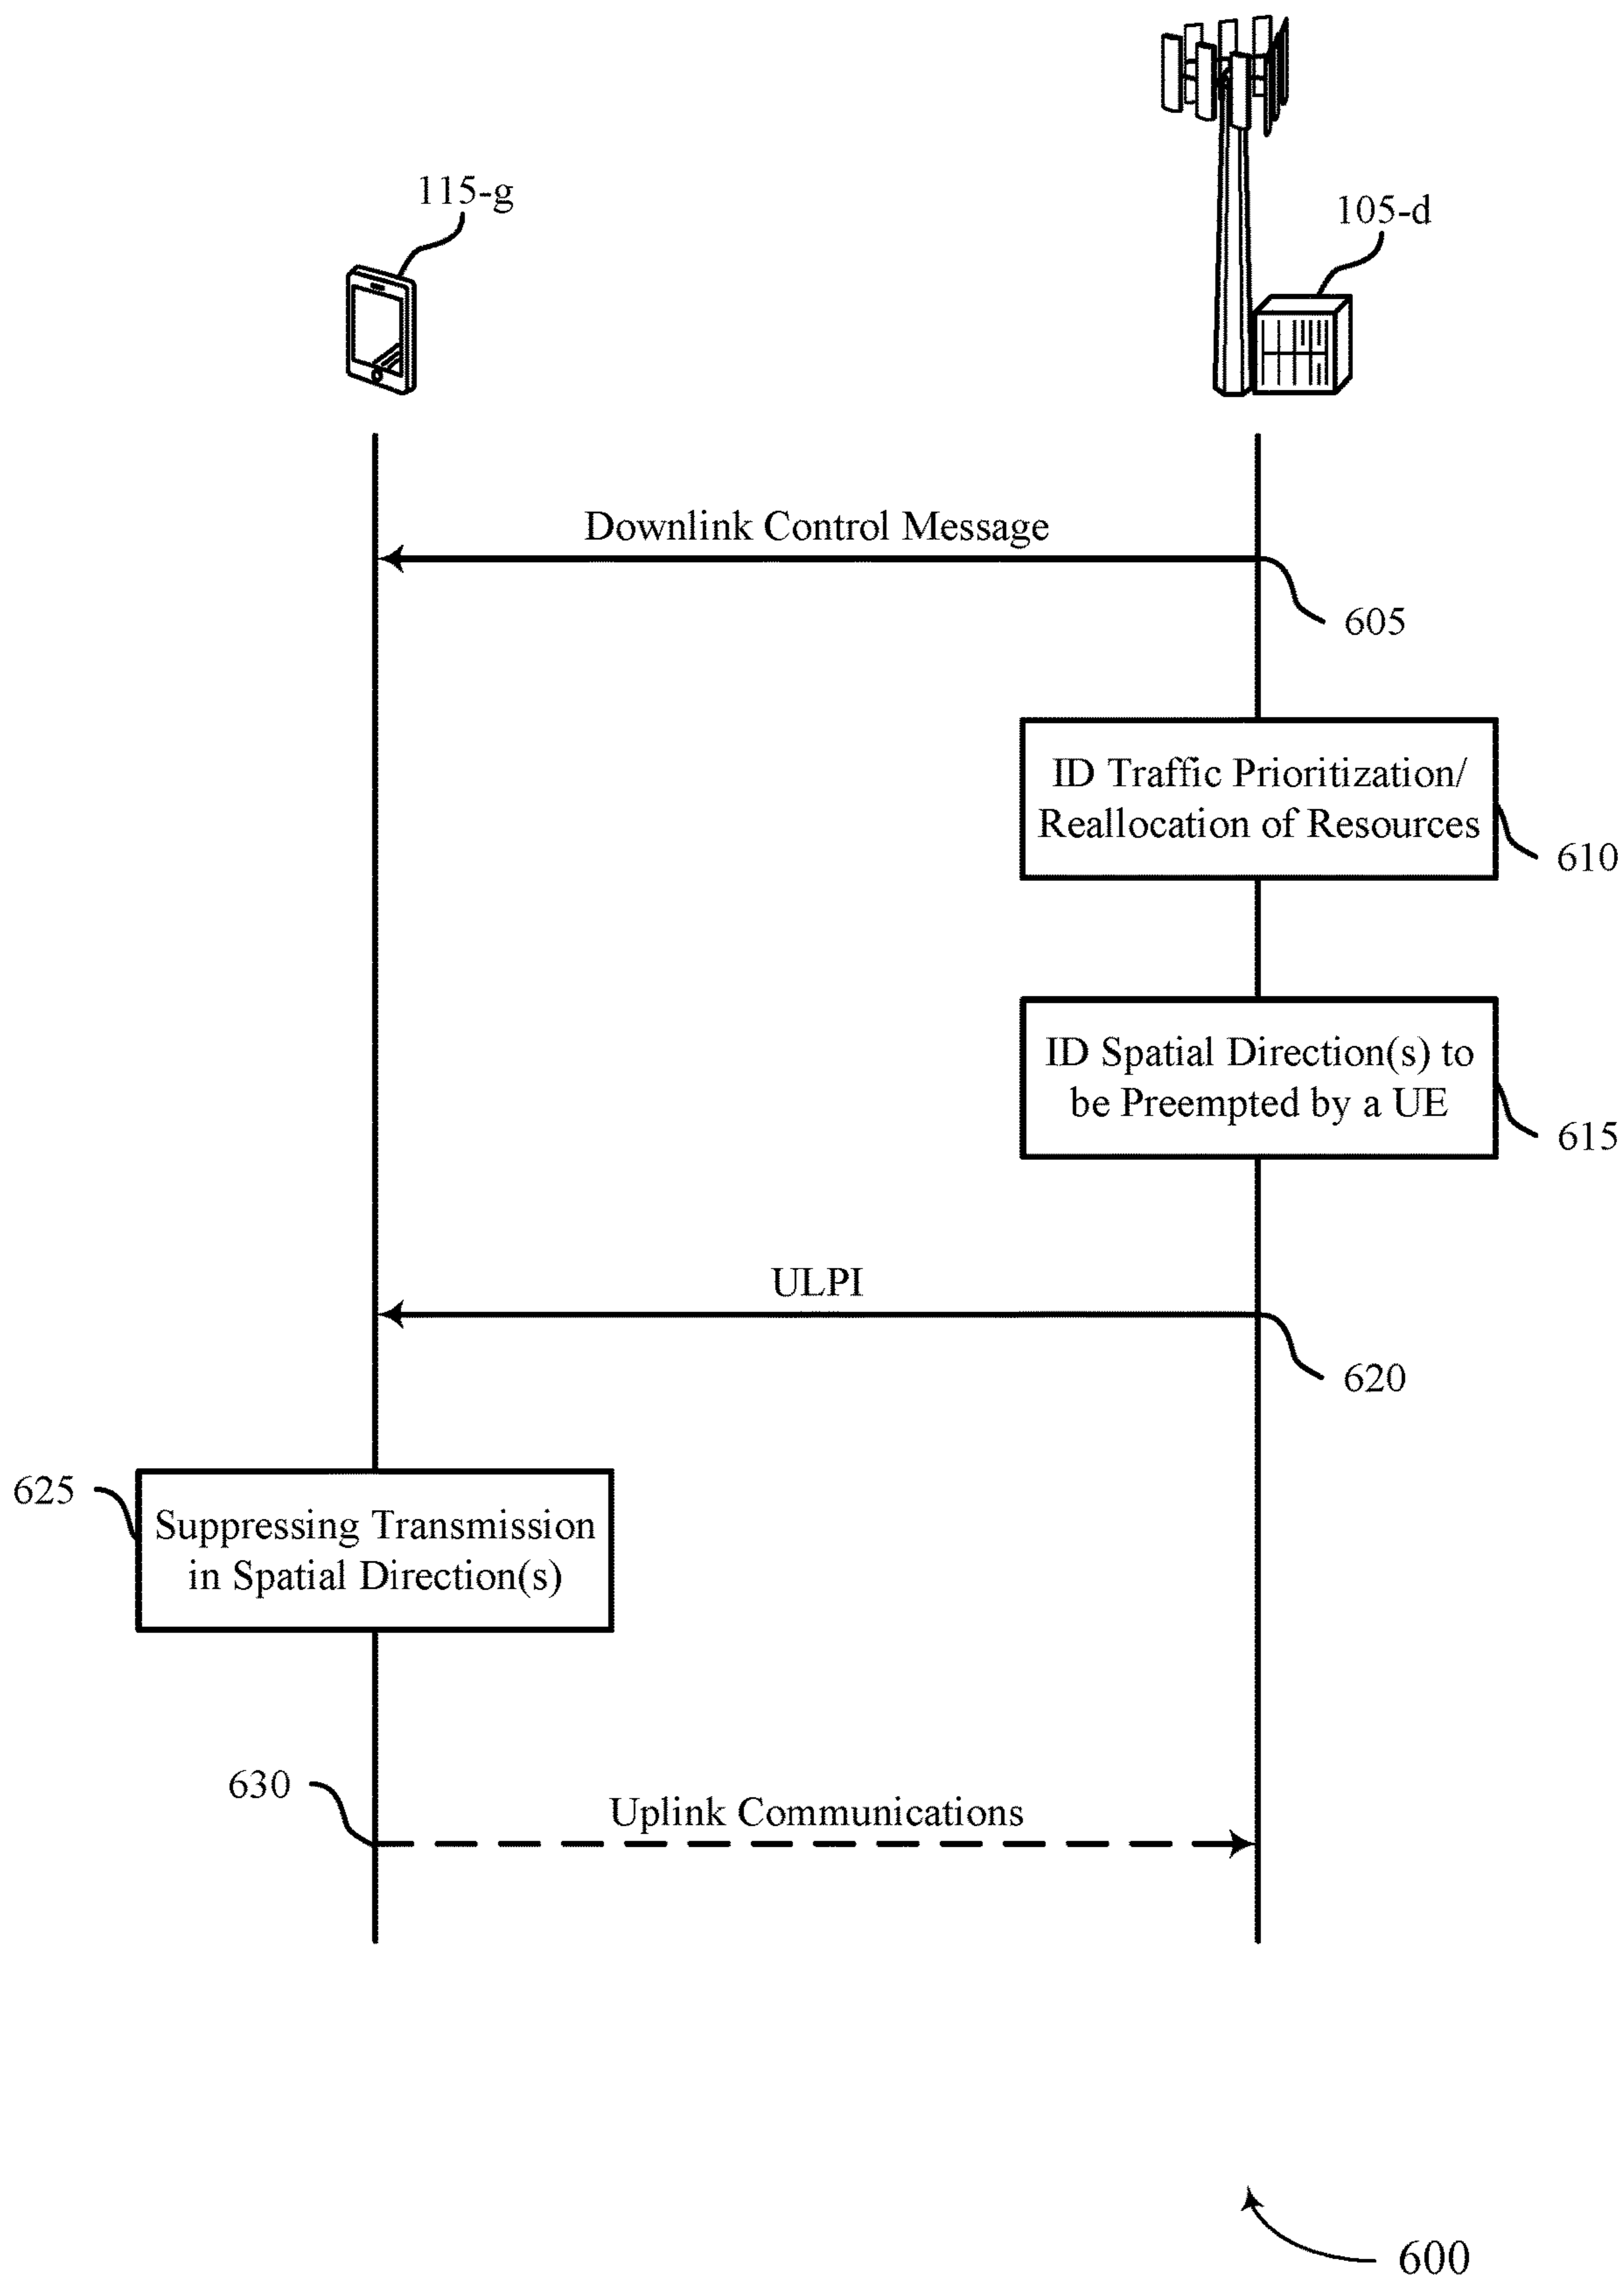 115-g
105-d
Downlink Control Message
605
ID Traffic Prioritization/
Reallocation of Resources
610
ID Spatial Direction(s) to
be Preempted by a UE
615
ULPI
620
625
Suppressing Transmission
in Spatial Direction(s)
630
Uplink Communications
600